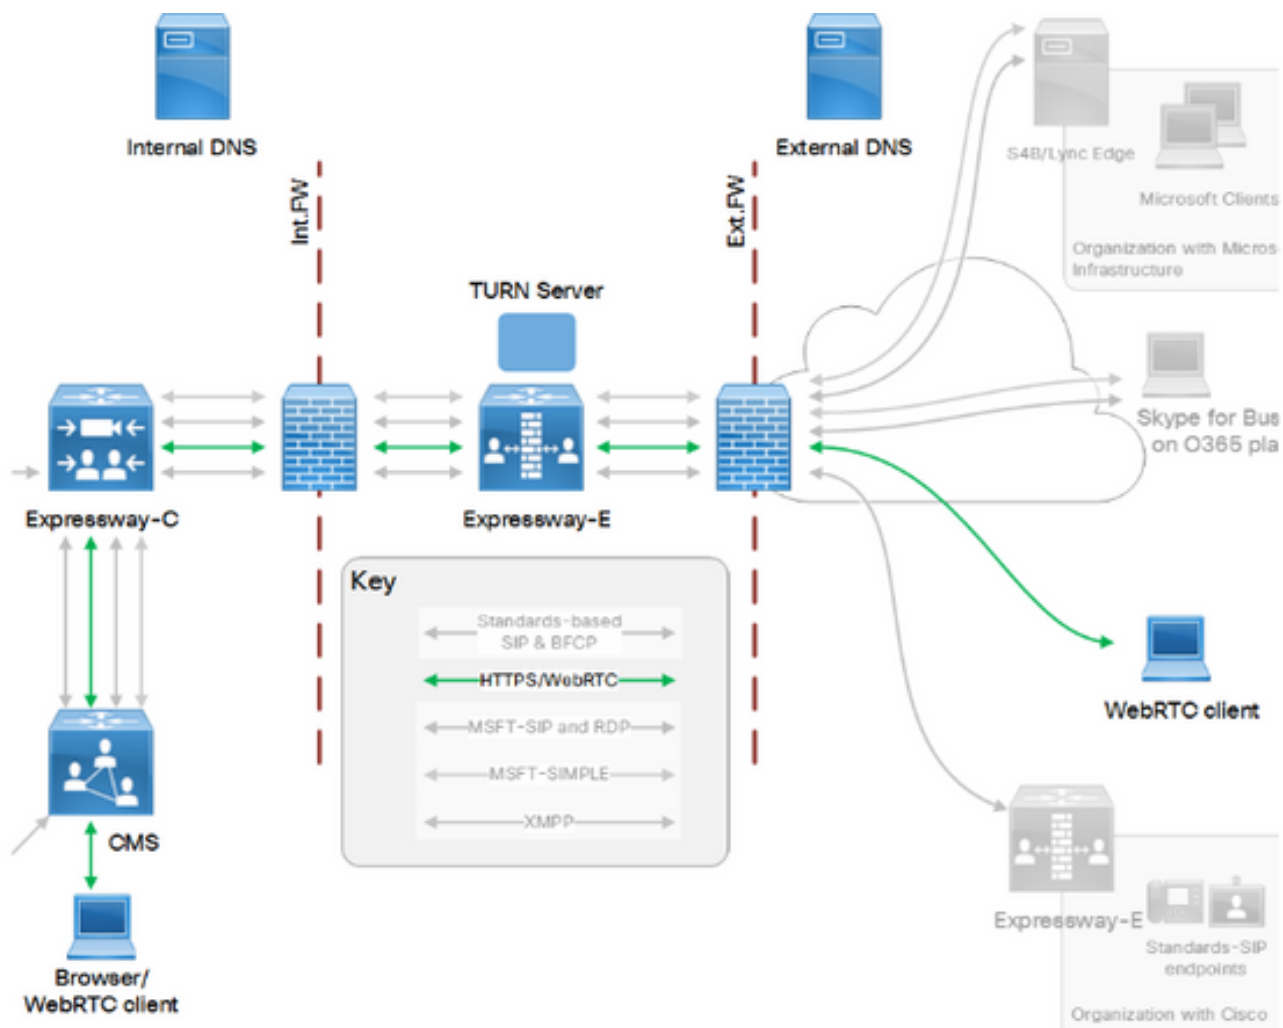 Internal DNS
External DNS
S4B/Lync Edge
Microsoft Clients
Organization with Micros
Infrastructure
Int.FW
Ext.FW
TURN Server
Skype for Bus
on O365 pla
Expressway-C
Expressway-E
Key
Standards-based
SIP & BFCP
HTTPS/WebRTC
MSFT-SIP and RDP
MSFT-SIMPLE
XMPP
WebRTC client
CMS
Browser/
WebRTC client
Expressway-E
Standards-SIP
endpoints
Organization with Cisco